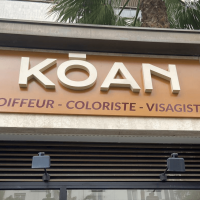 KŌAN
OIFFEUR - COLORISTE - VISAGIST